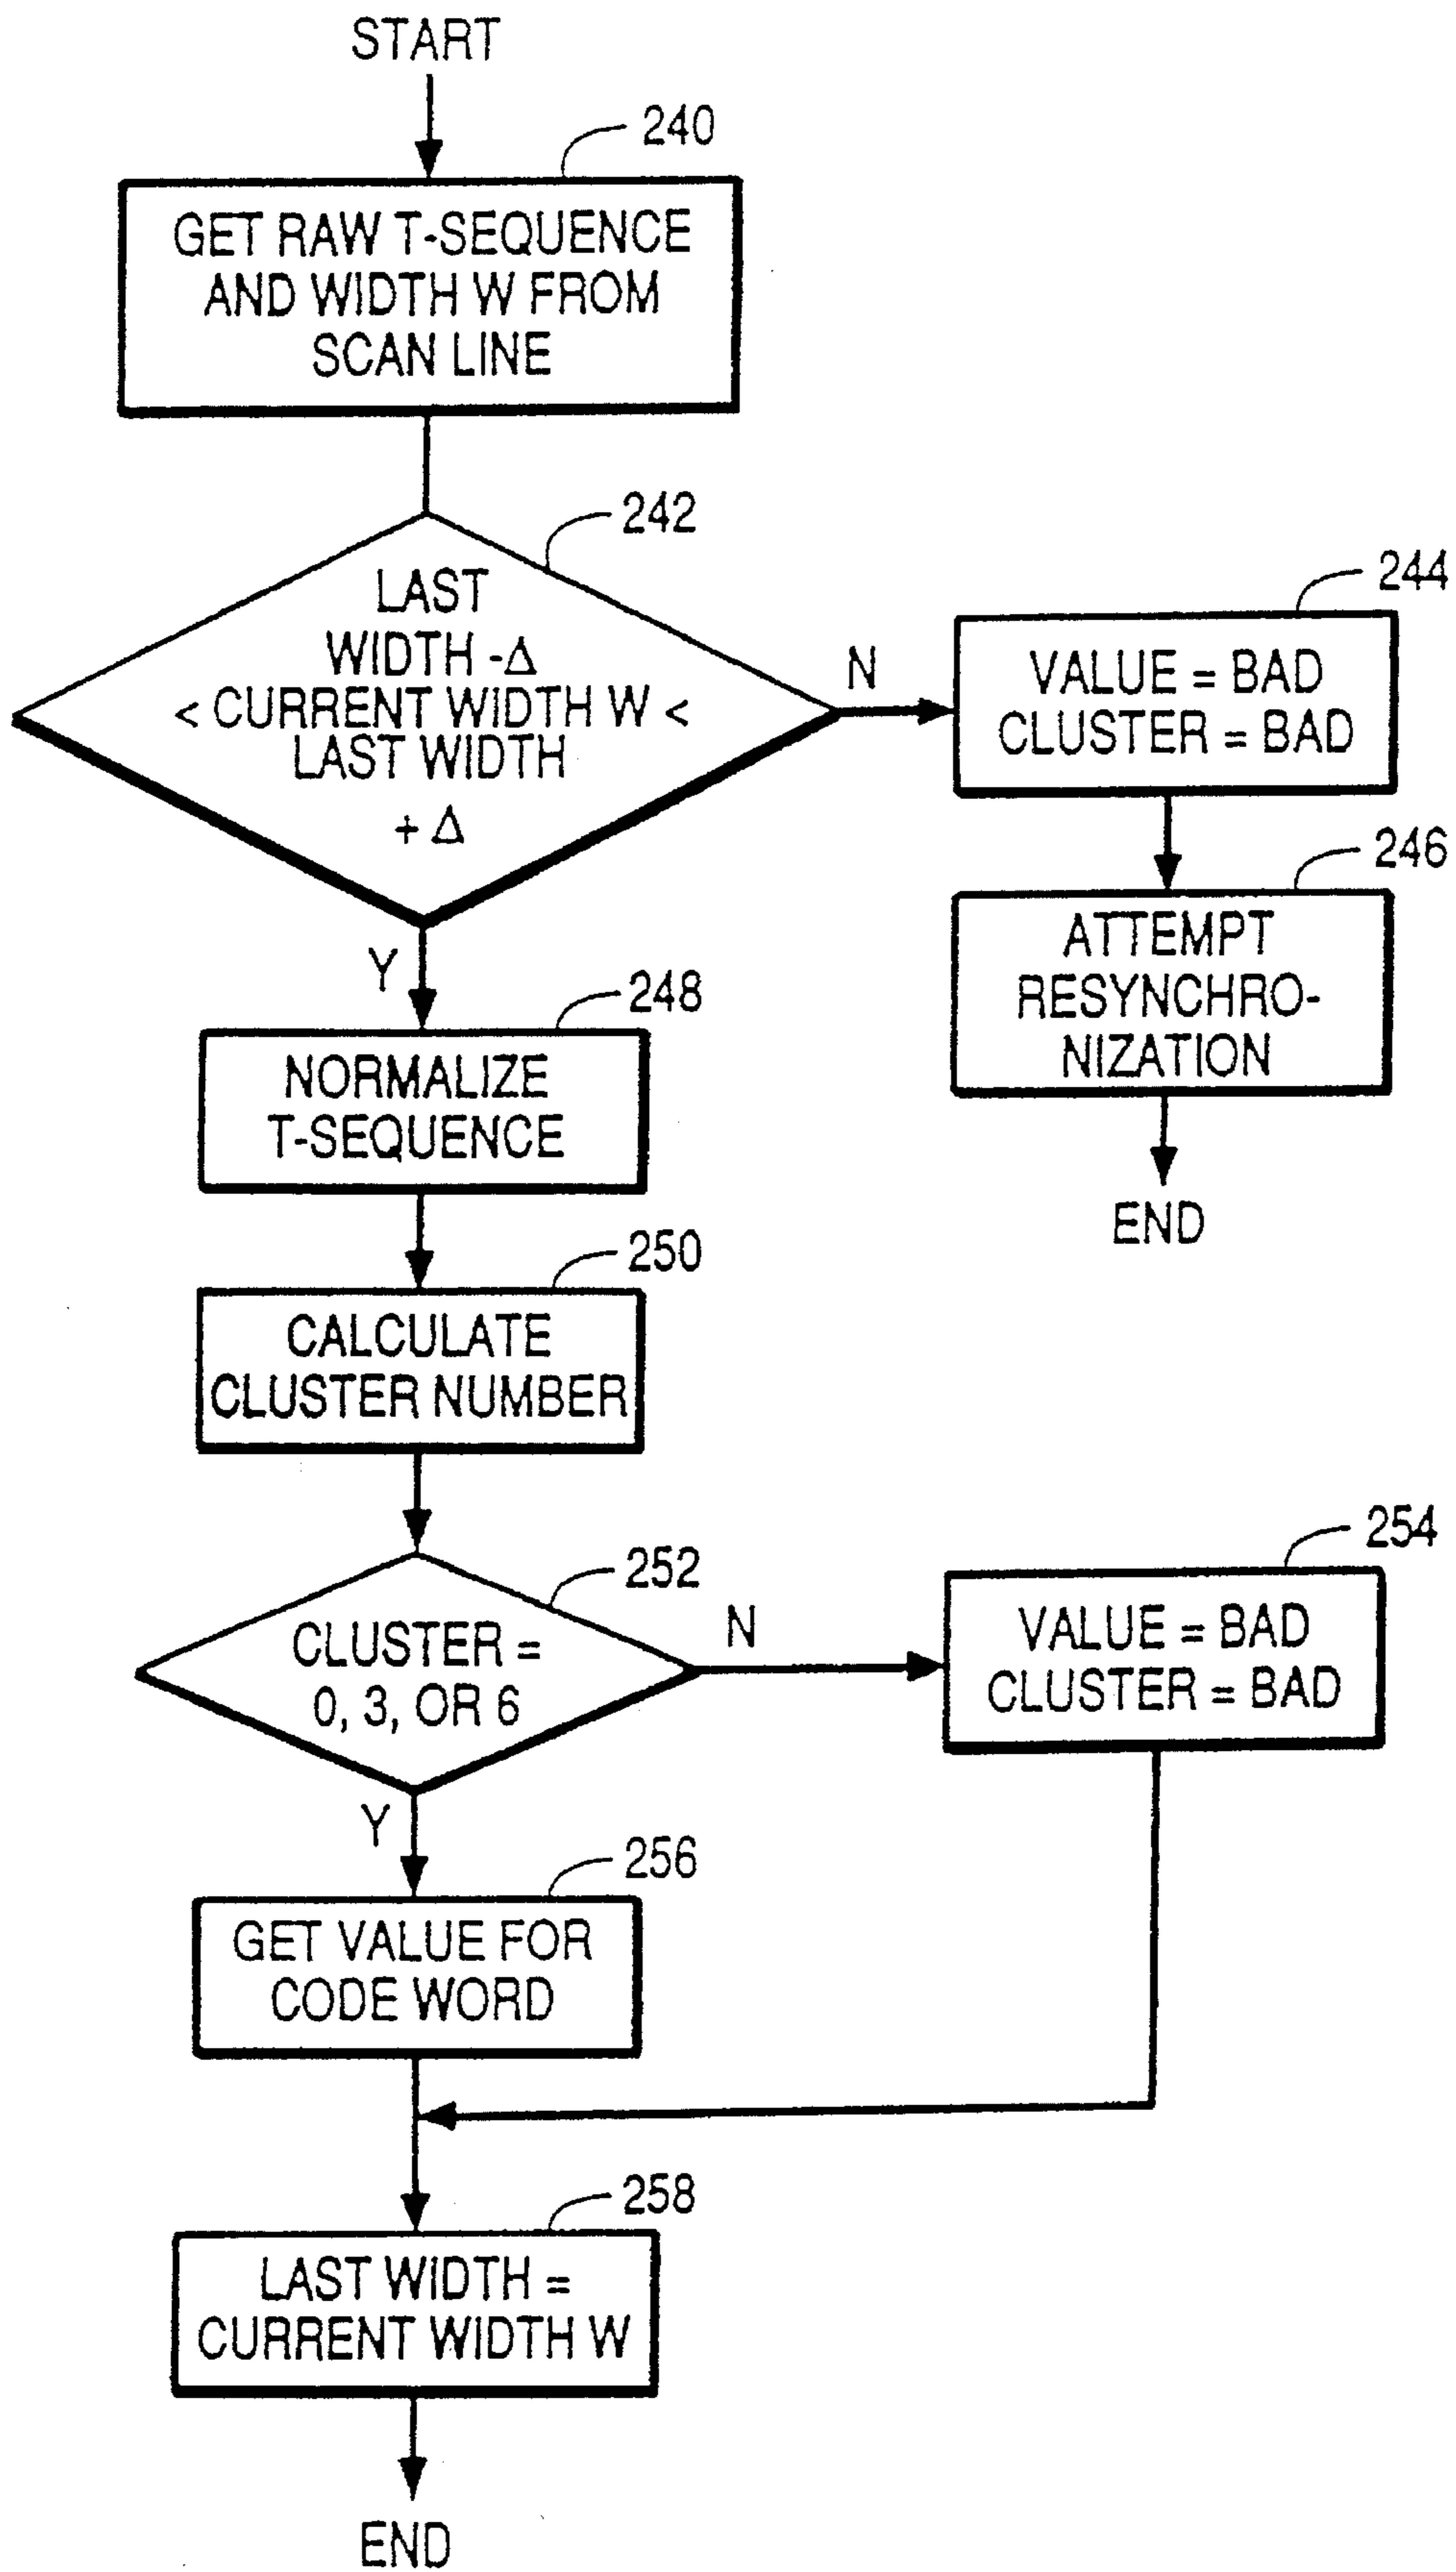 START
240
GET RAW T-SEQUENCE
AND WIDTH W FROM
SCAN LINE
242
LAST
WIDTH -Δ
< CURRENT WIDTH W <
LAST WIDTH
+ Δ
N
244
VALUE = BAD
CLUSTER = BAD
246
ATTEMPT
RESYNCHRO-
NIZATION
END
Y
248
NORMALIZE
T-SEQUENCE
250
CALCULATE
CLUSTER NUMBER
252
CLUSTER =
0, 3, OR 6
N
254
VALUE = BAD
CLUSTER = BAD
Y
256
GET VALUE FOR
CODE WORD
258
LAST WIDTH =
CURRENT WIDTH W
END